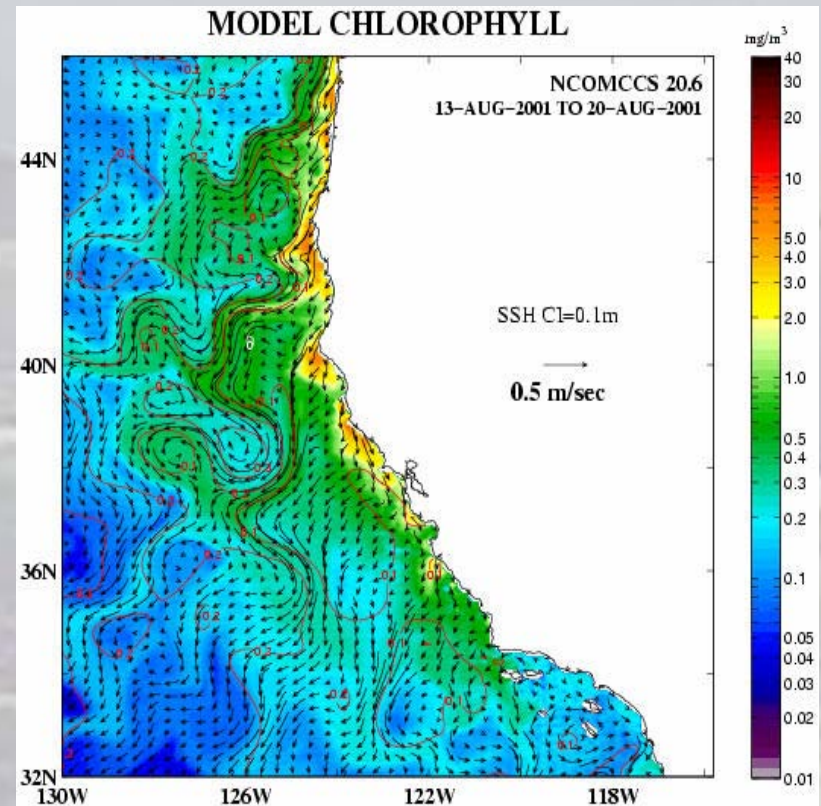 MODEL CHLOROPHYLL
mg/m³
NCOMCCS 20.6
13-AUG-2001 TO 20-AUG-2001
SSH CI=0.1m
0.5 m/sec
44N
40N
36N
32N
130W
126W
122W
118W
40
30
20
10
5.0
4.0
3.0
2.0
1.0
0.5
0.4
0.3
0.2
0.1
0.05
0.04
0.03
0.02
0.01